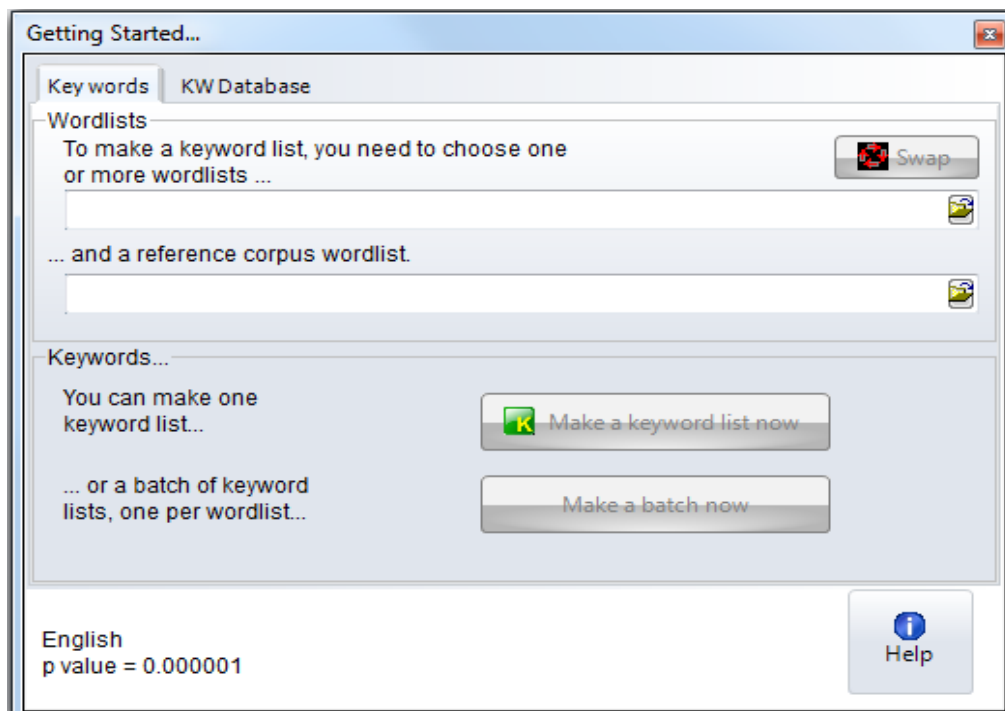 Getting Started...
Key words
KW Database
Wordlists
To make a keyword list, you need to choose one
or more wordlists ...
Swap
... and a reference corpus wordlist.
Keywords...
You can make one
keyword list...
K
Make a keyword list now
... or a batch of keyword
lists, one per wordlist...
Make a batch now
English
p value = 0.000001
i
Help